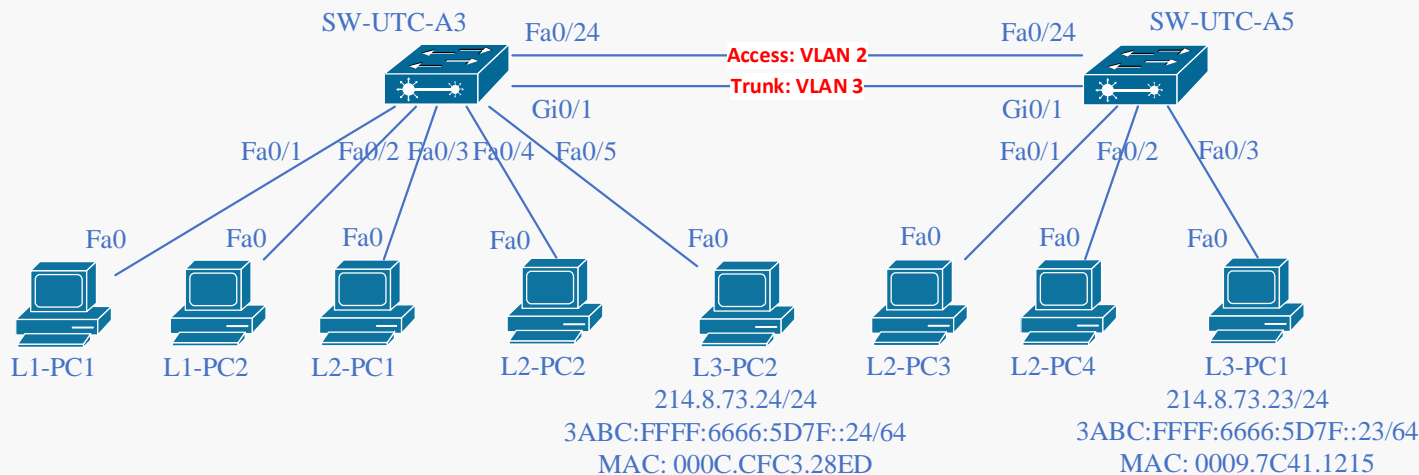 SW-UTC-A3
SW-UTC-A5
Fa0/24
Fa0/24
Access: VLAN 2
Trunk: VLAN 3
Gi0/1
Gi0/1
Fa0/1
Fa0/2
Fa0/3
Fa0/4
Fa0/5
Fa0/1
Fa0/2
Fa0/3
Fa0
Fa0
Fa0
Fa0
Fa0
Fa0
Fa0
Fa0
L1-PC1
L1-PC2
L2-PC1
L2-PC2
L3-PC2
L2-PC3
L2-PC4
L3-PC1
214.8.73.24/24
214.8.73.23/24
3ABC:FFFF:6666:5D7F::24/64
3ABC:FFFF:6666:5D7F::23/64
MAC: 000C.CFC3.28ED
MAC: 0009.7C41.1215